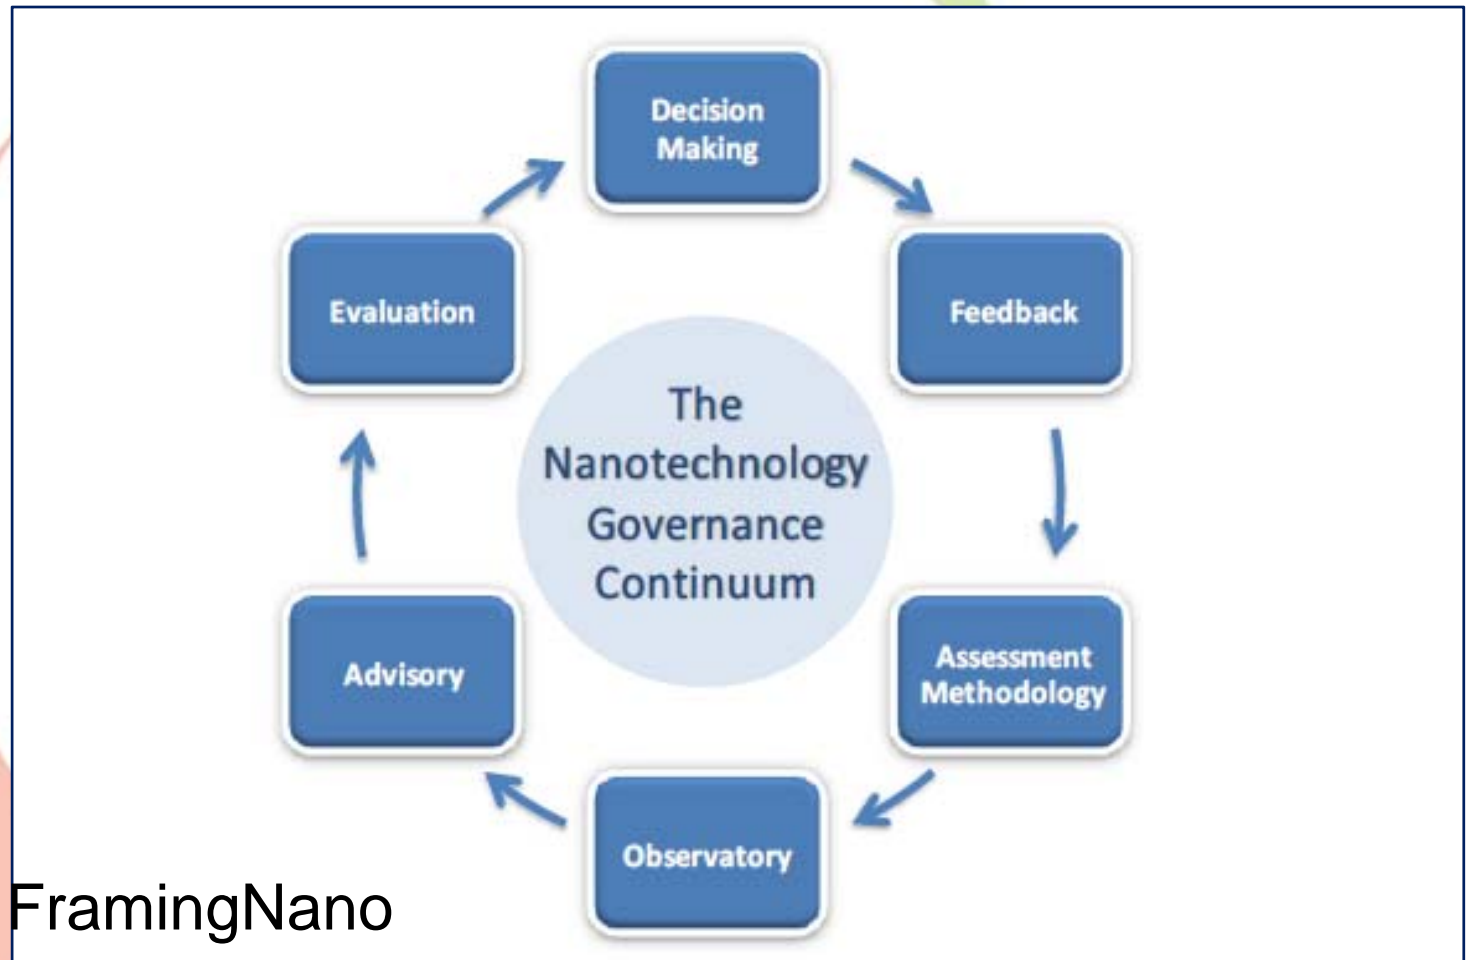 Decision
Making
Evaluation
Feedback
The
Nanotechnology
Governance
Continuum
Advisory
Assessment
Methodology
Observatory
FramingNano